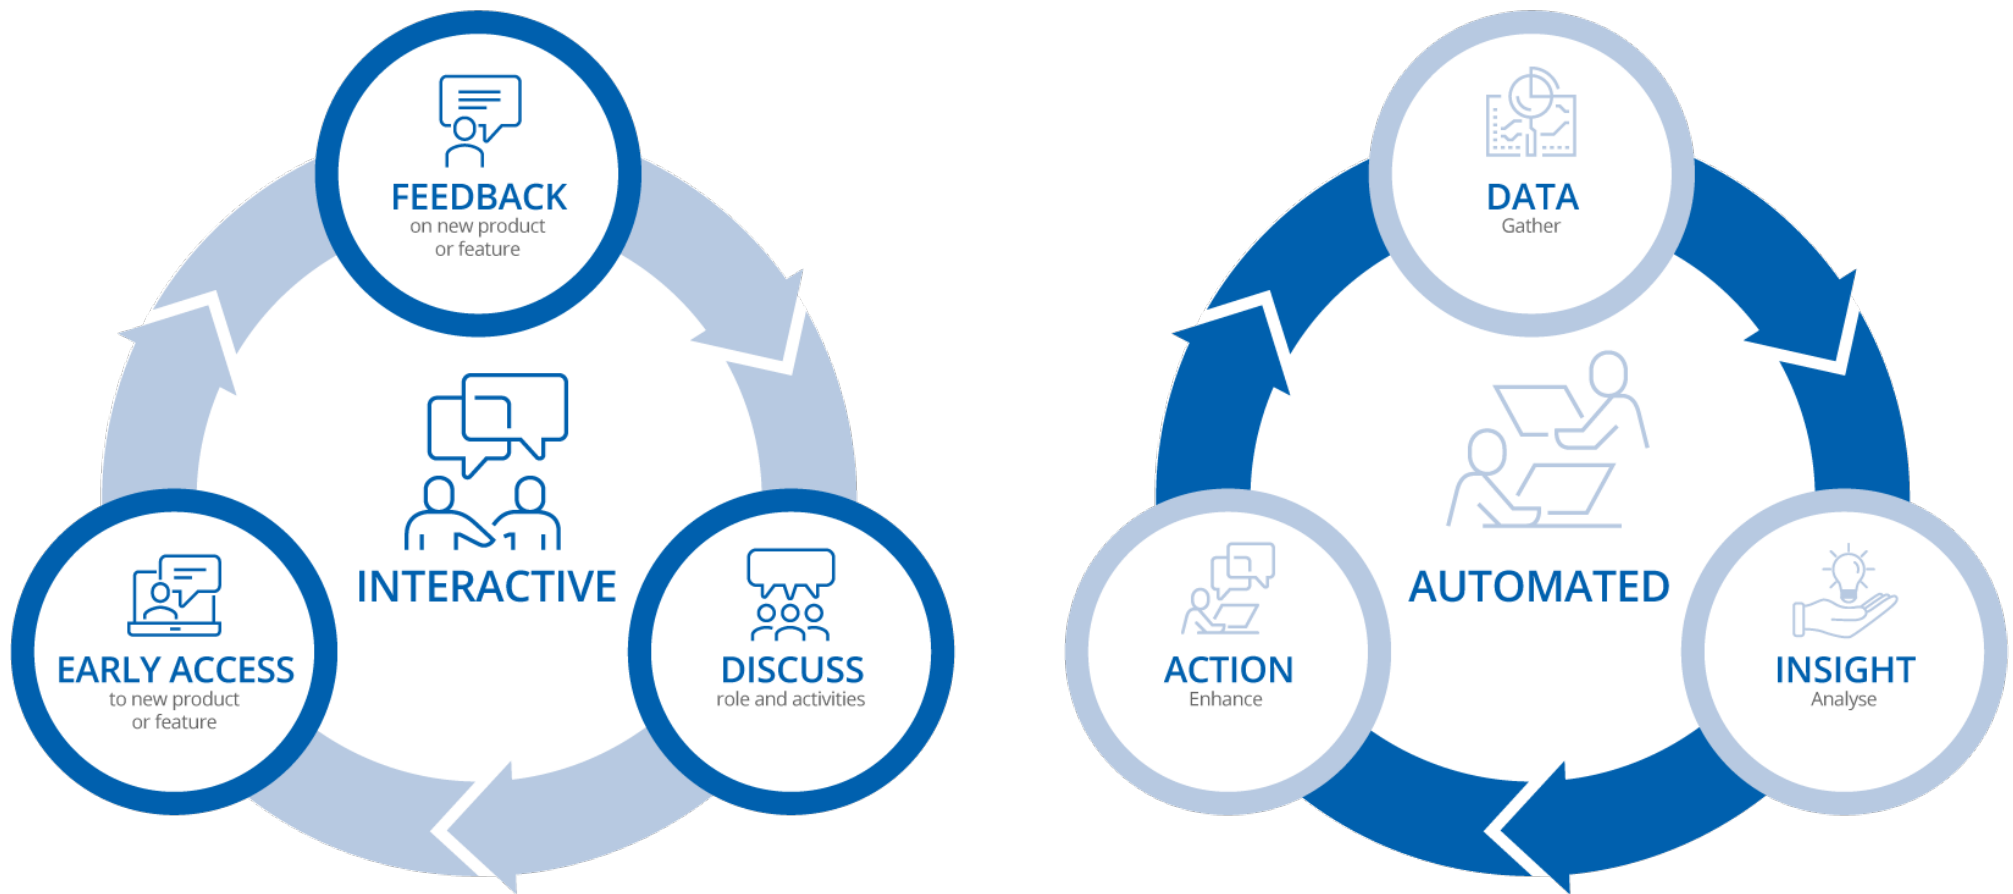 FEEDBACK
on new product
or feature
INTERACTIVE
EARLY ACCESS
to new product
or feature
DISCUSS
role and activities
DATA
Gather
AUTOMATED
ACTION
Enhance
INSIGHT
Analyse